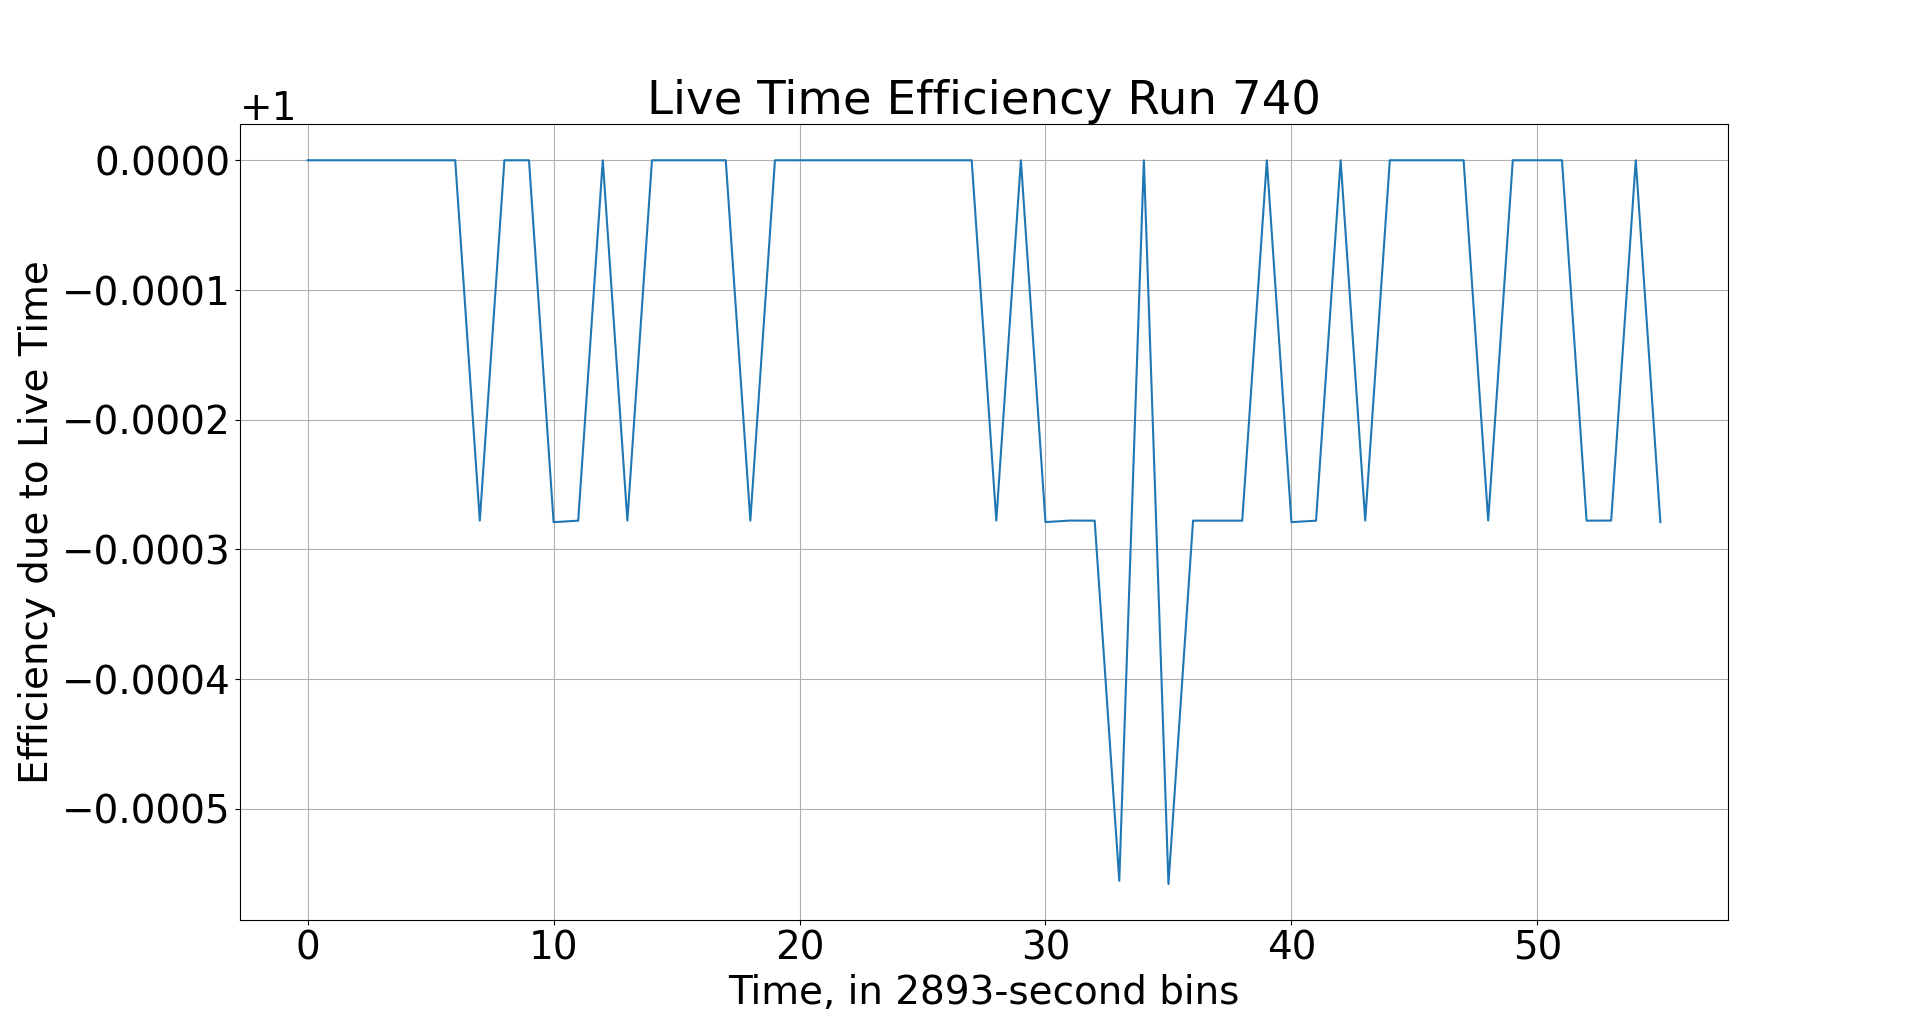 Live Time Efficiency Run 740
+1
0.0000
−0.0001
−0.0002
−0.0003
−0.0004
−0.0005
Efficiency due to Live Time
0 10 20 30 40 50
Time, in 2893-second bins